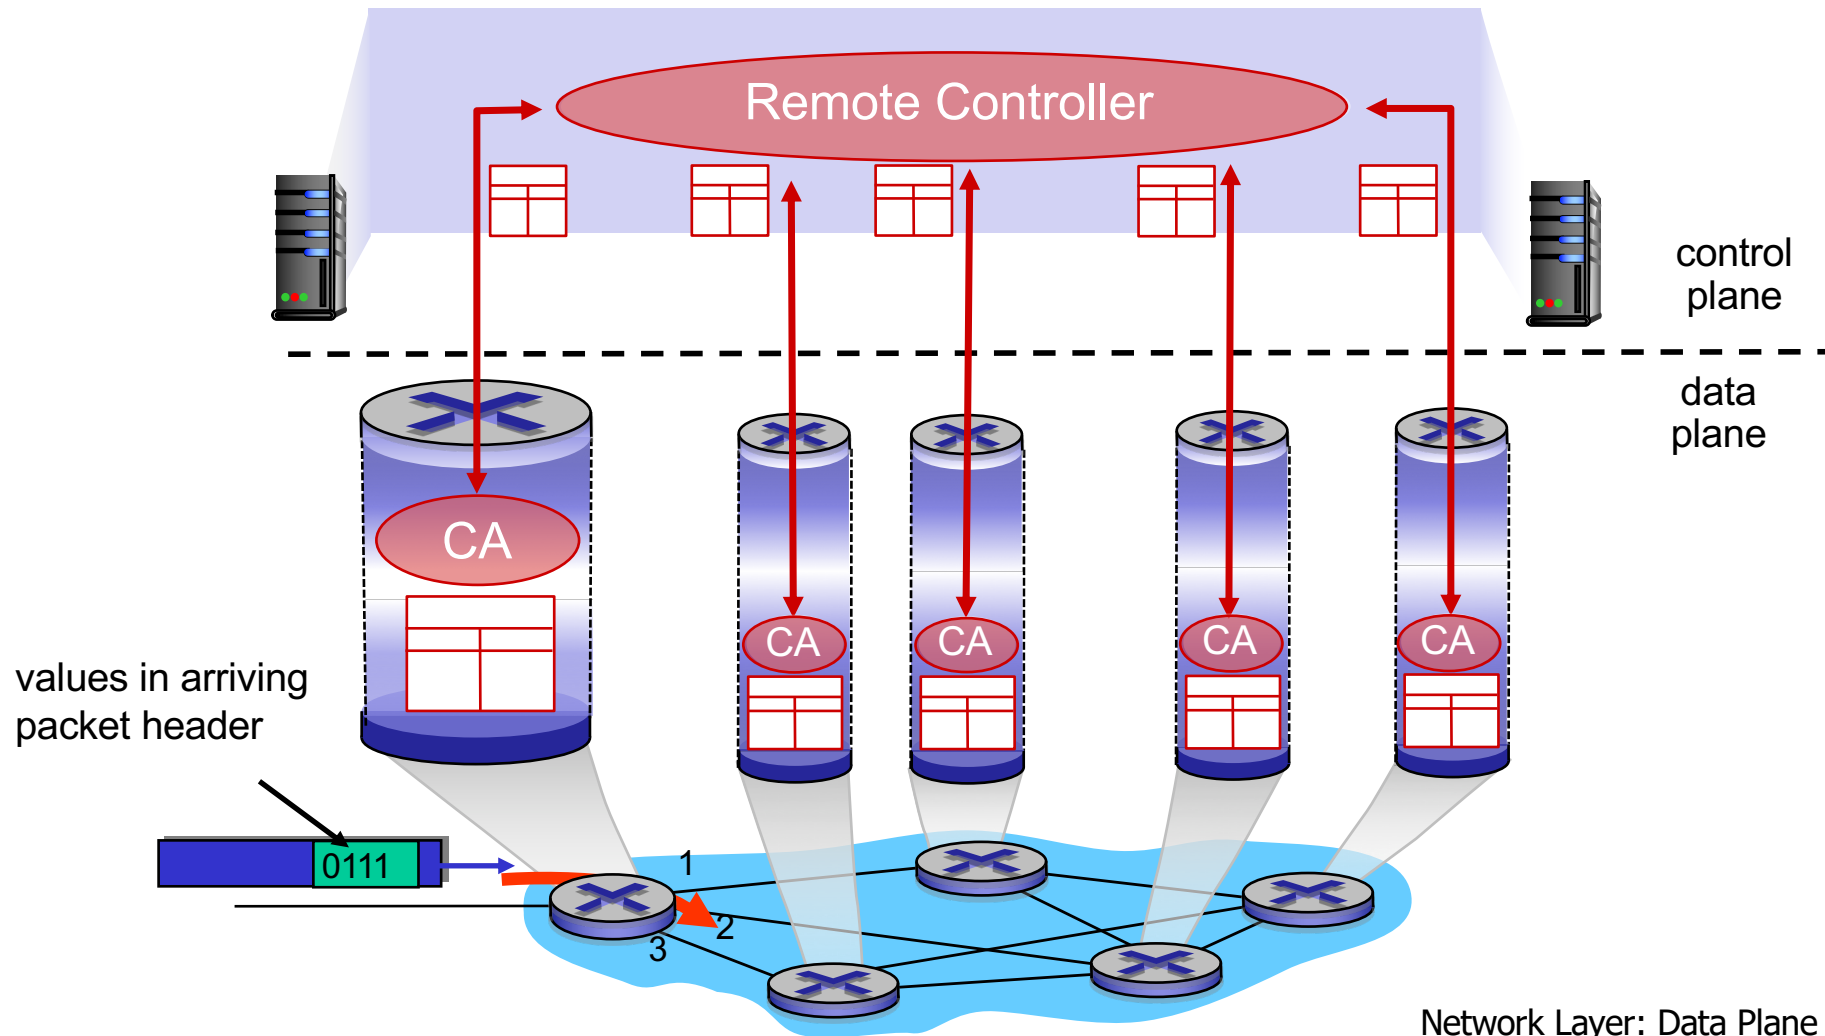 Remote Controller
control
plane
data
plane
CA
CA
CA
CA
CA
values in arriving
packet header
0111
1
2
3
Network Layer: Data Plane